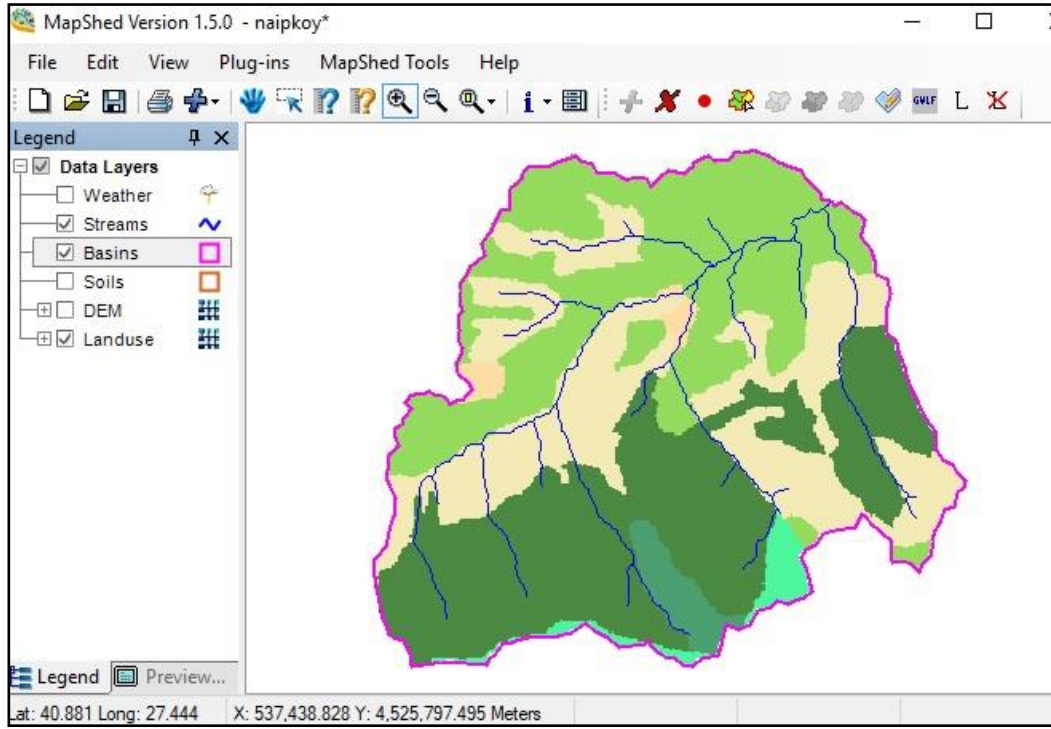 MapShed Version 1.5.0 - naipkoy*
File Edit View Plug-ins MapShed Tools Help
i GWLF L
Legend
Data Layers
Weather
Streams
Basins
Soils
DEM
Landuse
Legend Preview...
Lat: 40.881 Long: 27.444 X: 537,438.828 Y: 4,525,797.495 Meters